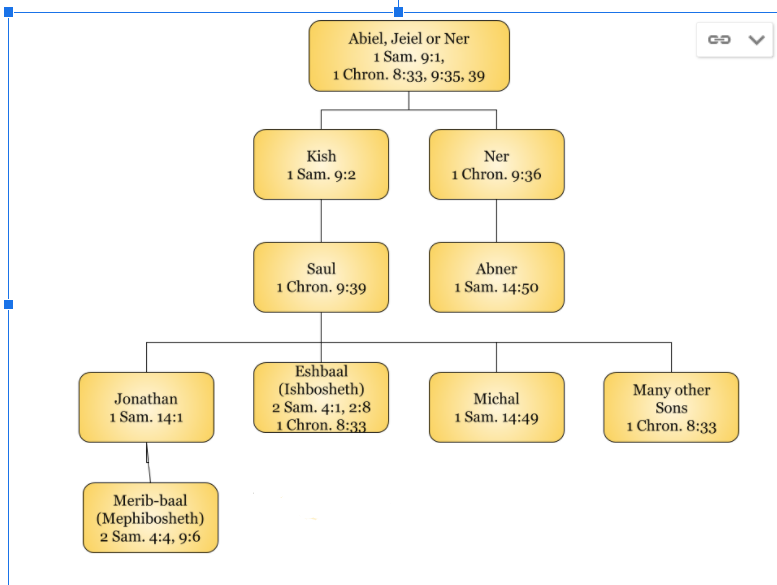 Abiel, Jeiel or Ner
1 Sam. 9:1,
1 Chron. 8:33, 9:35, 39
Kish
1 Sam. 9:2
Ner
1 Chron. 9:36
Saul
1 Chron. 9:39
Abner
1 Sam. 14:50
Jonathan
1 Sam. 14:1
Eshbaal
(Ishbosheth)
2 Sam. 4:1, 2:8
1 Chron. 8:33
Michal
1 Sam. 14:49
Many other
Sons
1 Chron. 8:33
Merib-baal
(Mephibosheth)
2 Sam. 4:4, 9:6